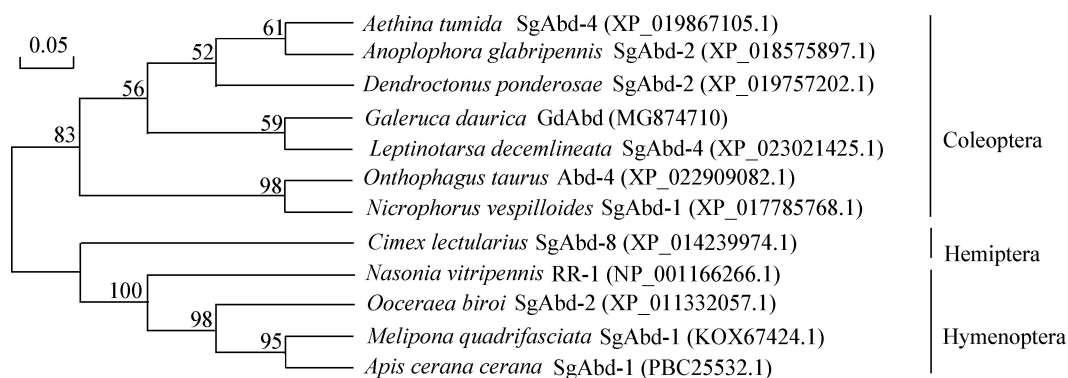 61
Aethina tumida SgAbd-4 (XP_019867105.1)
0.05
52
Anoplophora glabripennis SgAbd-2 (XP_018575897.1)
56
Dendroctonus ponderosae SgAbd-2 (XP_019757202.1)
83
59
Galeruca daurica GdAbd (MG874710)
Coleoptera
Leptinotarsa decemlineata SgAbd-4 (XP_023021425.1)
98
Onthophagus taurus Abd-4 (XP_022909082.1)
Nicrophorus vespilloides SgAbd-1 (XP_017785768.1)
Cimex lectularius SgAbd-8 (XP_014239974.1)
Hemiptera
100
Nasonia vitripennis RR-1 (NP_001166266.1)
98
Ooceraea biroi SgAbd-2 (XP_011332057.1)
95
Melipona quadrifasciata SgAbd-1 (KOX67424.1)
Hymenoptera
Apis cerana cerana SgAbd-1 (PBC25532.1)